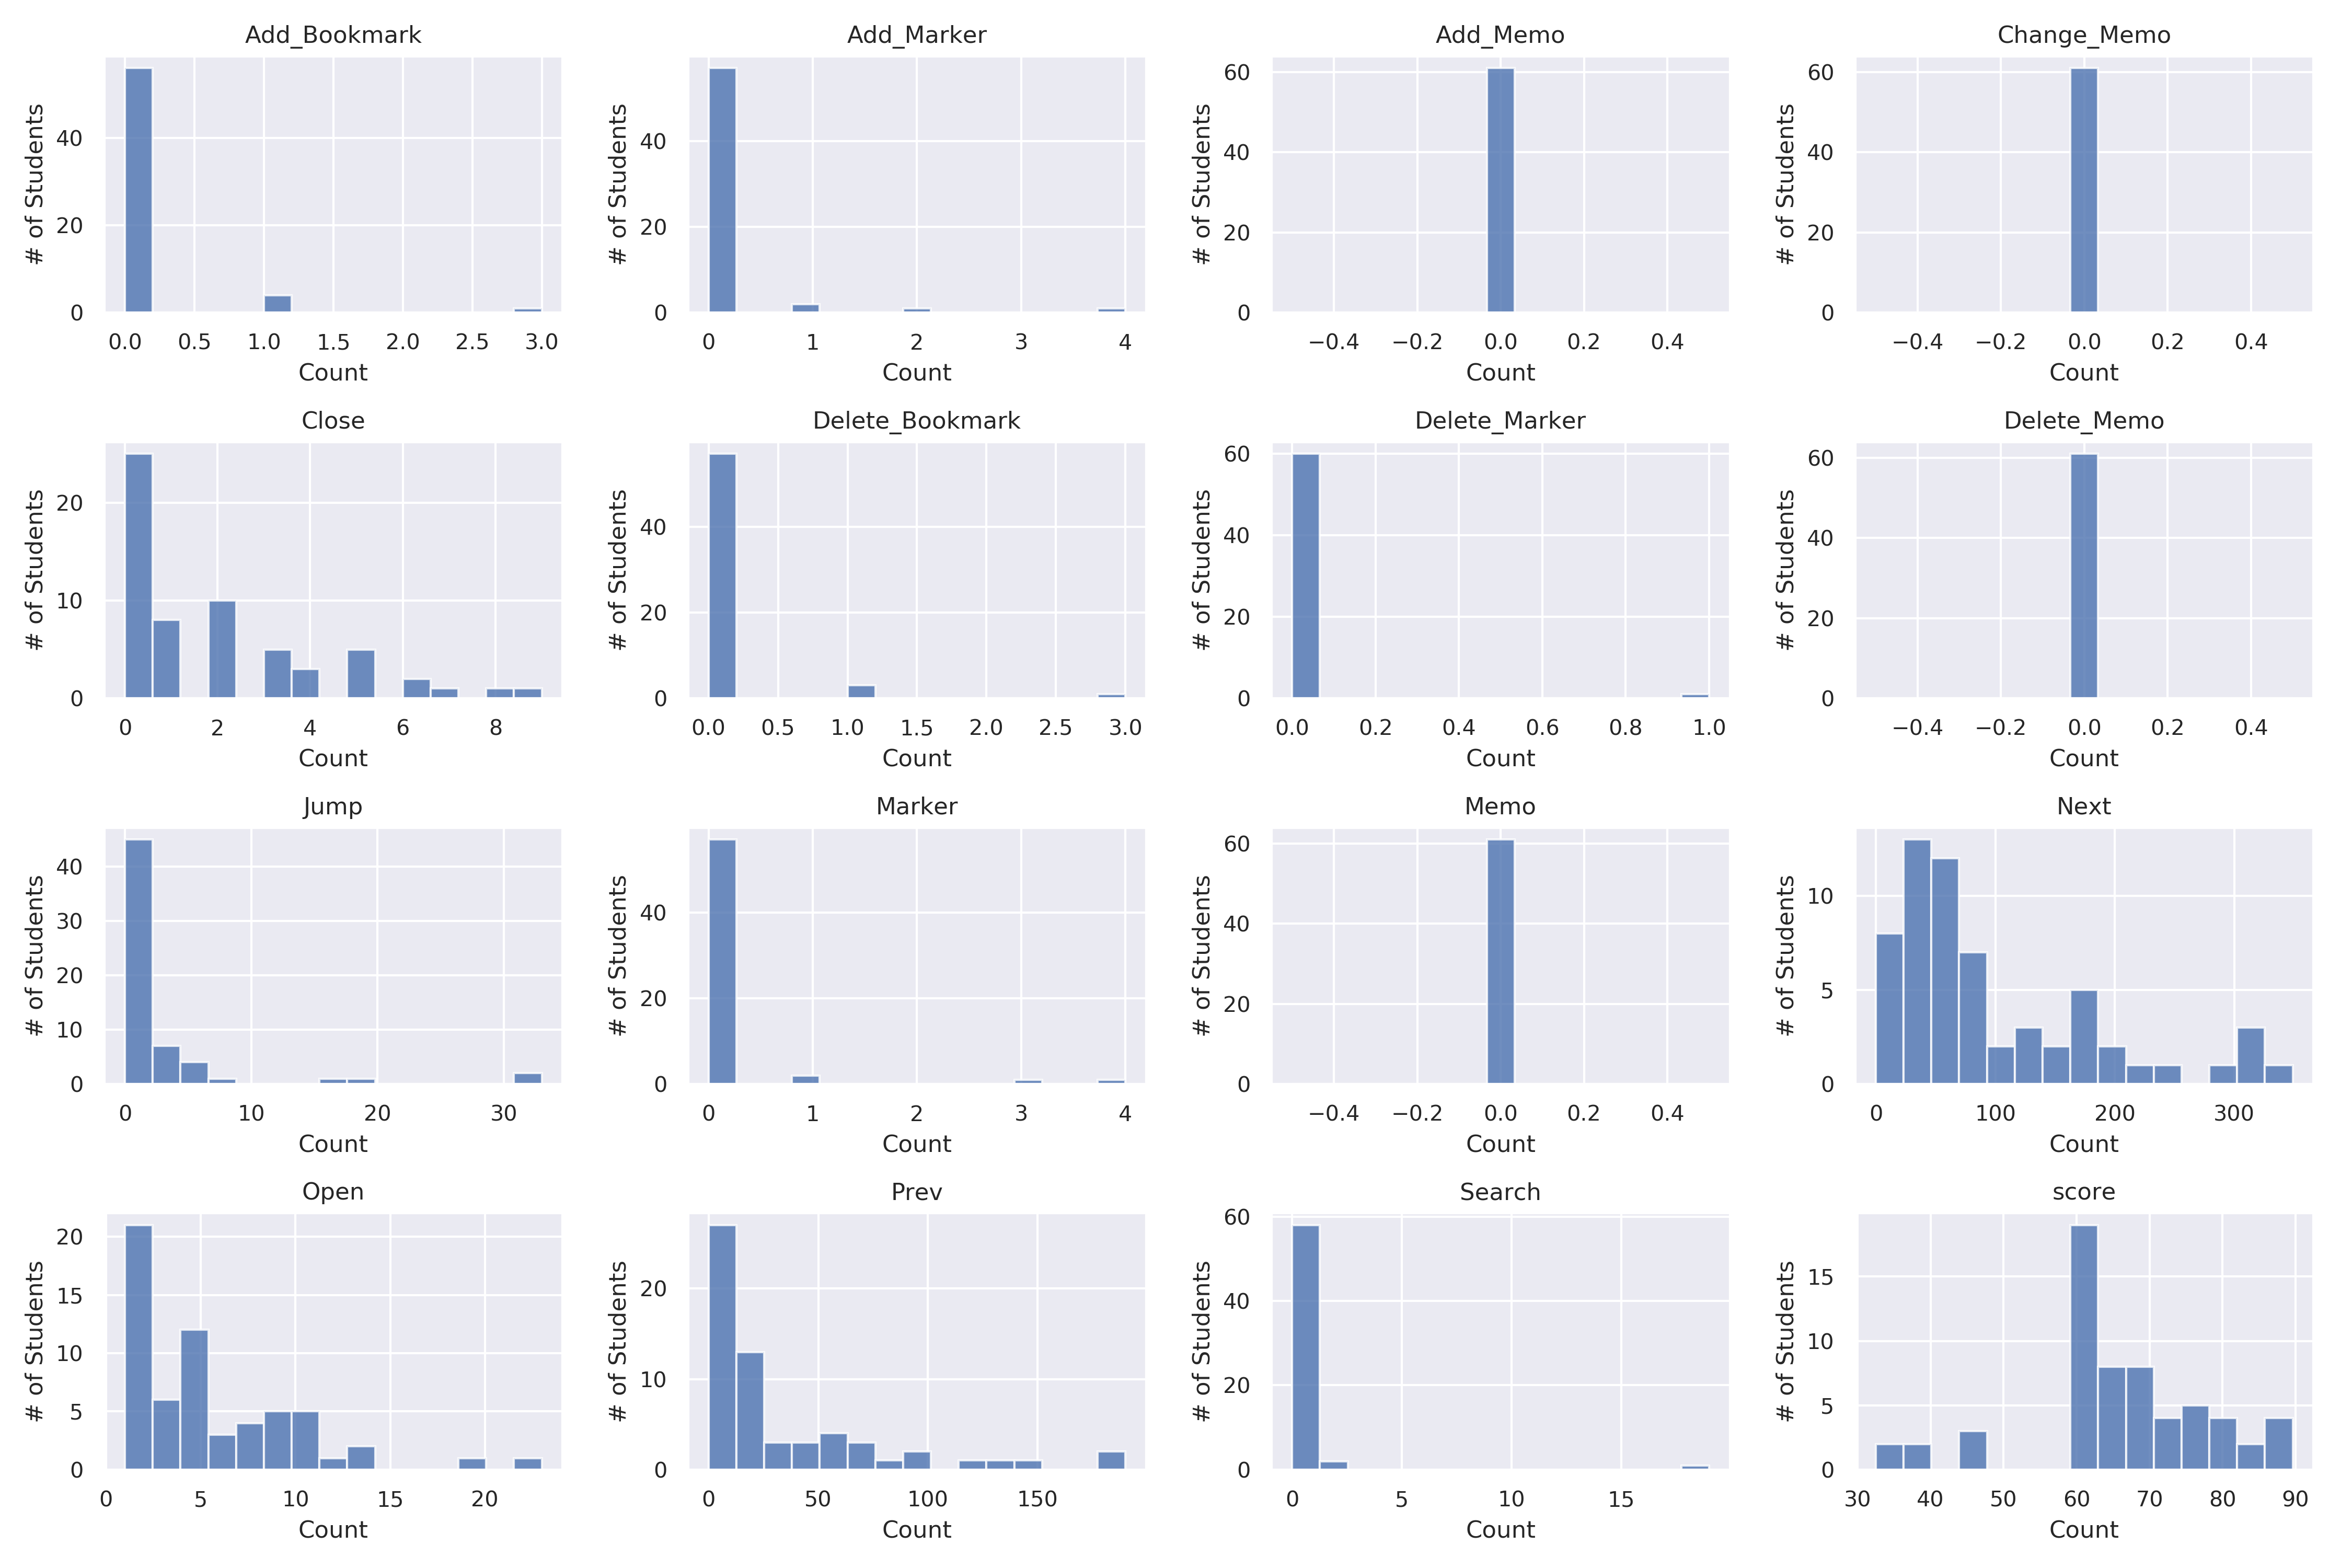 Add_Bookmark
# of Students
40
20
0
0.0 0.5 1.0 1.5 2.0 2.5 3.0
Count
Add_Marker
# of Students
40
20
0
0 1 2 3 4
Count
Add_Memo
# of Students
60
40
20
0
−0.4 −0.2 0.0 0.2 0.4
Count
Change_Memo
# of Students
60
40
20
0
−0.4 −0.2 0.0 0.2 0.4
Count
Close
# of Students
20
10
0
0 2 4 6 8
Count
Delete_Bookmark
# of Students
40
20
0
0.0 0.5 1.0 1.5 2.0 2.5 3.0
Count
Delete_Marker
# of Students
60
40
20
0
0.0 0.2 0.4 0.6 0.8 1.0
Count
Delete_Memo
# of Students
60
40
20
0
−0.4 −0.2 0.0 0.2 0.4
Count
Jump
# of Students
40
30
20
10
0
0 10 20 30
Count
Marker
# of Students
40
20
0
0 1 2 3 4
Count
Memo
# of Students
60
40
20
0
−0.4 −0.2 0.0 0.2 0.4
Count
Next
# of Students
10
5
0
0 100 200 300
Count
Open
# of Students
20
15
10
5
0
0 5 10 15 20
Count
Prev
# of Students
20
10
0
0 50 100 150
Count
Search
# of Students
60
40
20
0
0 5 10 15
Count
score
# of Students
15
10
5
0
30 40 50 60 70 80 90
Count